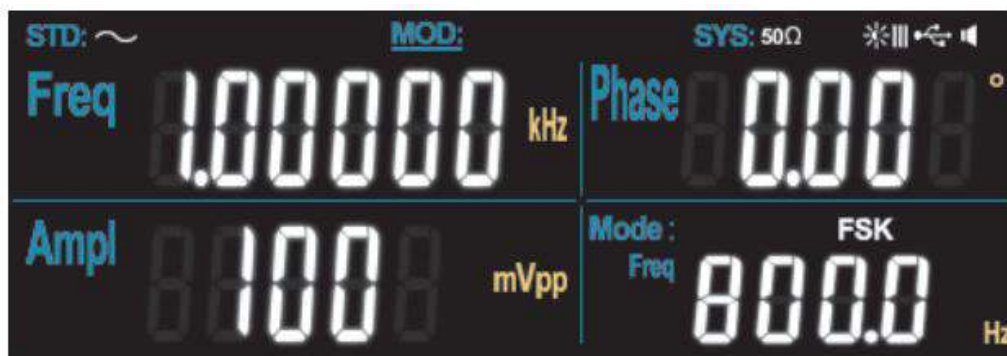 STD: MOD: SYS: 50Ω
Freq 1.00000 kHz Phase 0.00 °
Ampl 100 mVpp
Mode: FSK
Freq 800.0 Hz